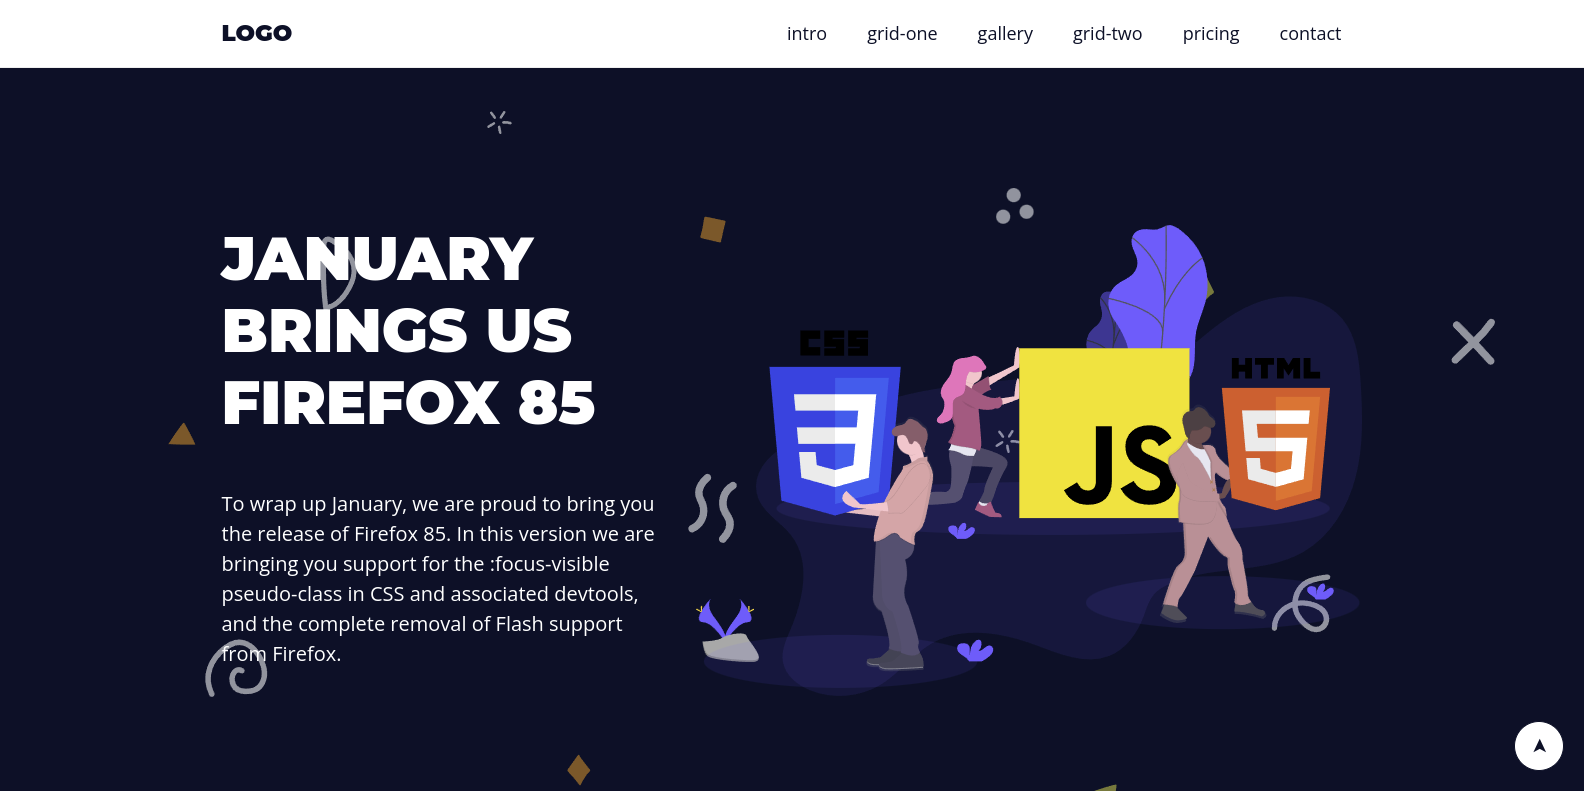 LOGO
intro
grid-one
gallery
grid-two
pricing
contact
JANUARY
BRINGS US
FIREFOX 85
To wrap up January, we are proud to bring you
the release of Firefox 85. In this version we are
bringing you support for the :focus-visible
pseudo-class in CSS and associated devtools,
and the complete removal of Flash support
from Firefox.
CSS
3
JS
HTML
5